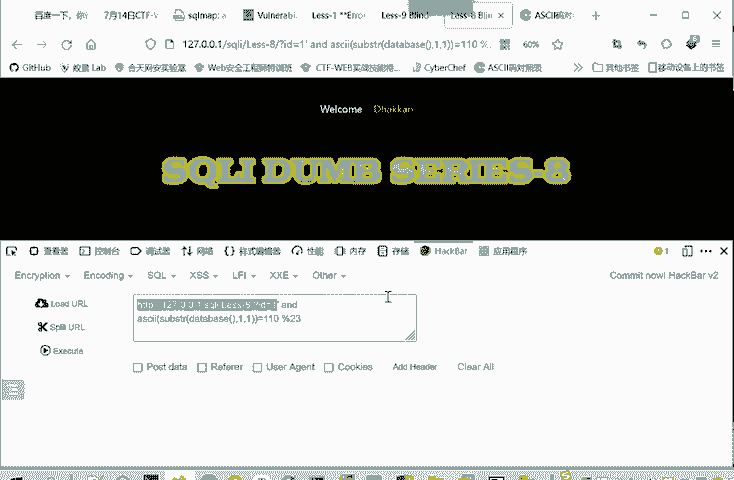 百度一下，你
7月14日CTF-V
sqlmap: a
Vulnerabi
Less-1 **Erro
Less-9 Blind
Less-8 Blin
ASCII码对
127.0.0.1/sqli/Less-8/?id=1' and ascii(substr(database(),1,1))=110 %
60%
GitHub
Lab
合天网安实验室
Web安全工程师特训班
CTF-WEB实战技能特...
CyberChef
ASCII码对照表
其他书签
移动设备上的书签
Welcome Dhakkan
SQLI DUMB SERIES-8
查看器
控制台
调试器
网络
样式编辑器
性能
内存
存储
HackBar
应用程序
1
Encryption
Encoding
SQL
XSS
LFI
XXE
Other
Commit now! HackBar v2
Load URL
http://127.0.0.1/sqli/Less-8/?id=1' and
ascii(substr(database(),1,1))=110 %23
Split URL
Execute
Post data
Referer
User Agent
Cookies
Add Header
Clear All